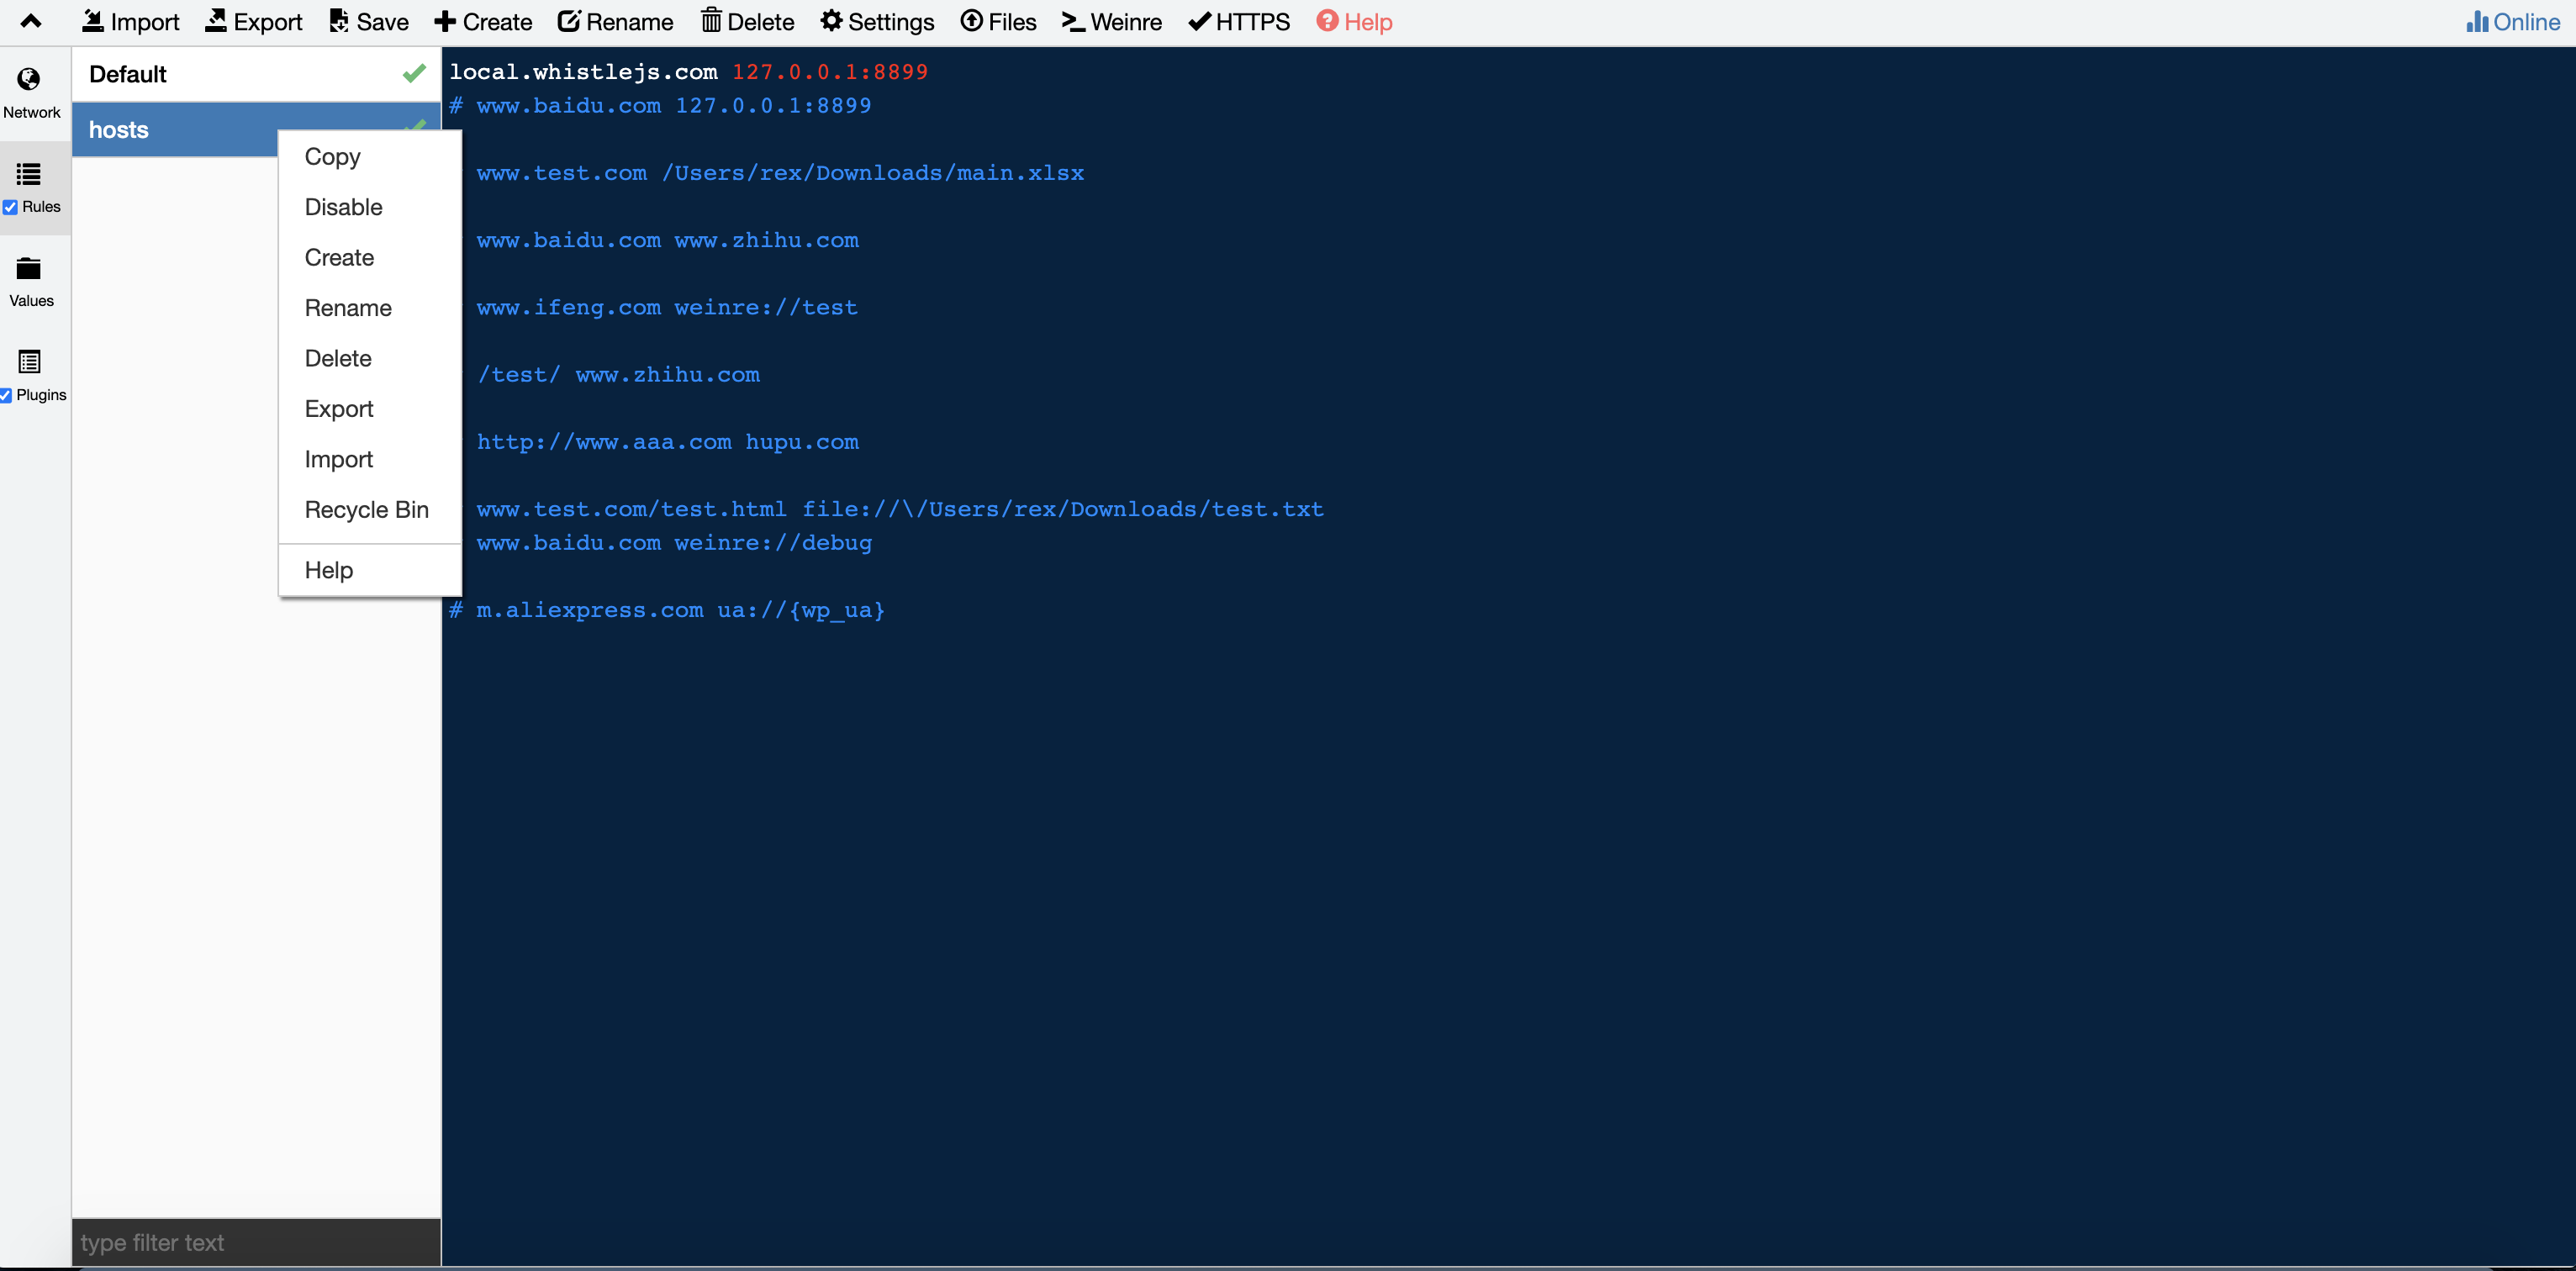 Import Export Save Create Rename Delete Settings Files Weinre HTTPS Help Online
Network
Rules
Values
Plugins
Default
hosts
Copy
Disable
Create
Rename
Delete
Export
Import
Recycle Bin
Help
type filter text
local.whistlejs.com 127.0.0.1:8899
# www.baidu.com 127.0.0.1:8899
www.test.com /Users/rex/Downloads/main.xlsx
www.baidu.com www.zhihu.com
www.ifeng.com weinre://test
/test/ www.zhihu.com
http://www.aaa.com hupu.com
www.test.com/test.html file://\/Users/rex/Downloads/test.txt
www.baidu.com weinre://debug
# m.aliexpress.com ua://{wp_ua}